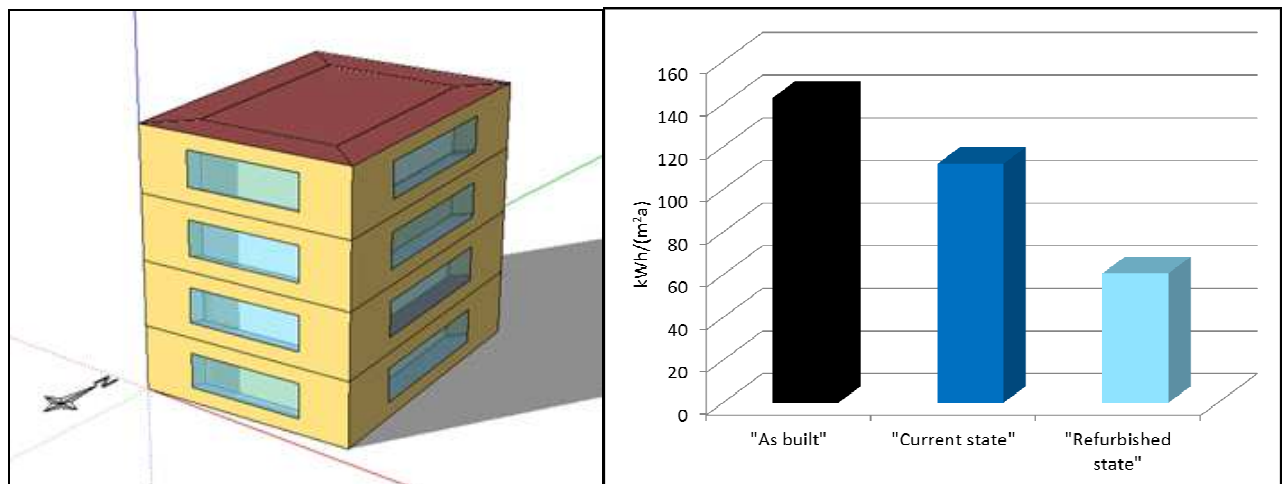 N
160
140
120
100
80
60
40
20
0
kWh/(m²a)
"As built"
"Current state"
"Refurbished
state"